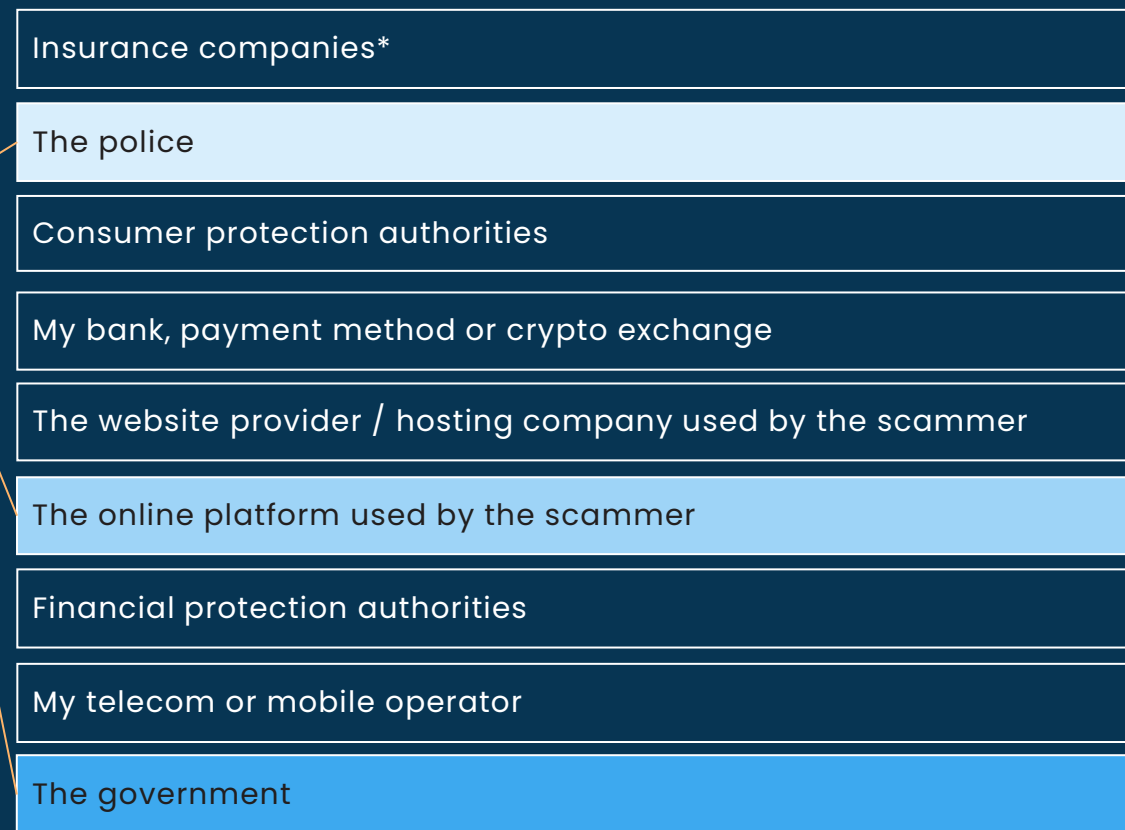 Insurance companies*
The police
Consumer protection authorities
My bank, payment method or crypto exchange
The website provider / hosting company used by the scammer
The online platform used by the scammer
Financial protection authorities
My telecom or mobile operator
The government